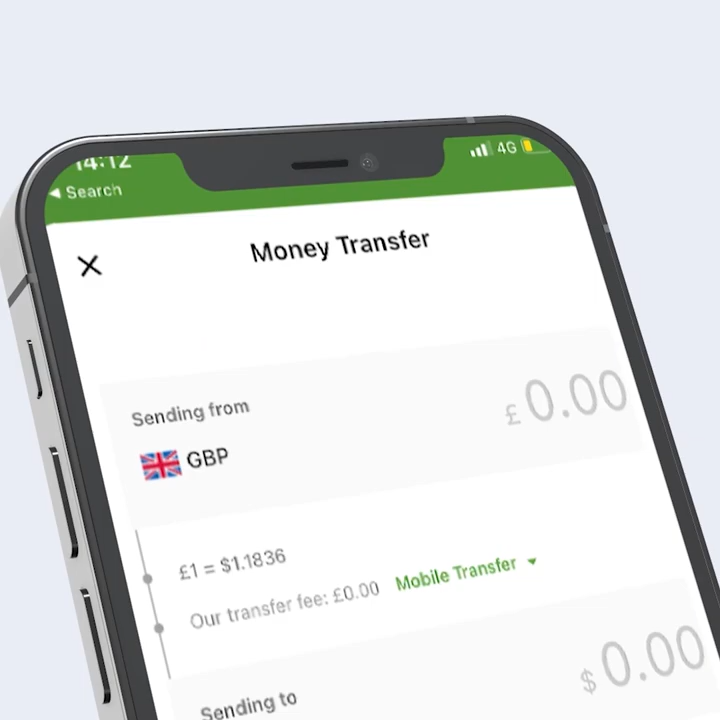 14:12
4G
◀ Search
Money Transfer
Sending from
£ 0.00
GBP
£1 = $1.1836
Our transfer fee: £0.00 Mobile Transfer ▾
$ 0.00
Sending to